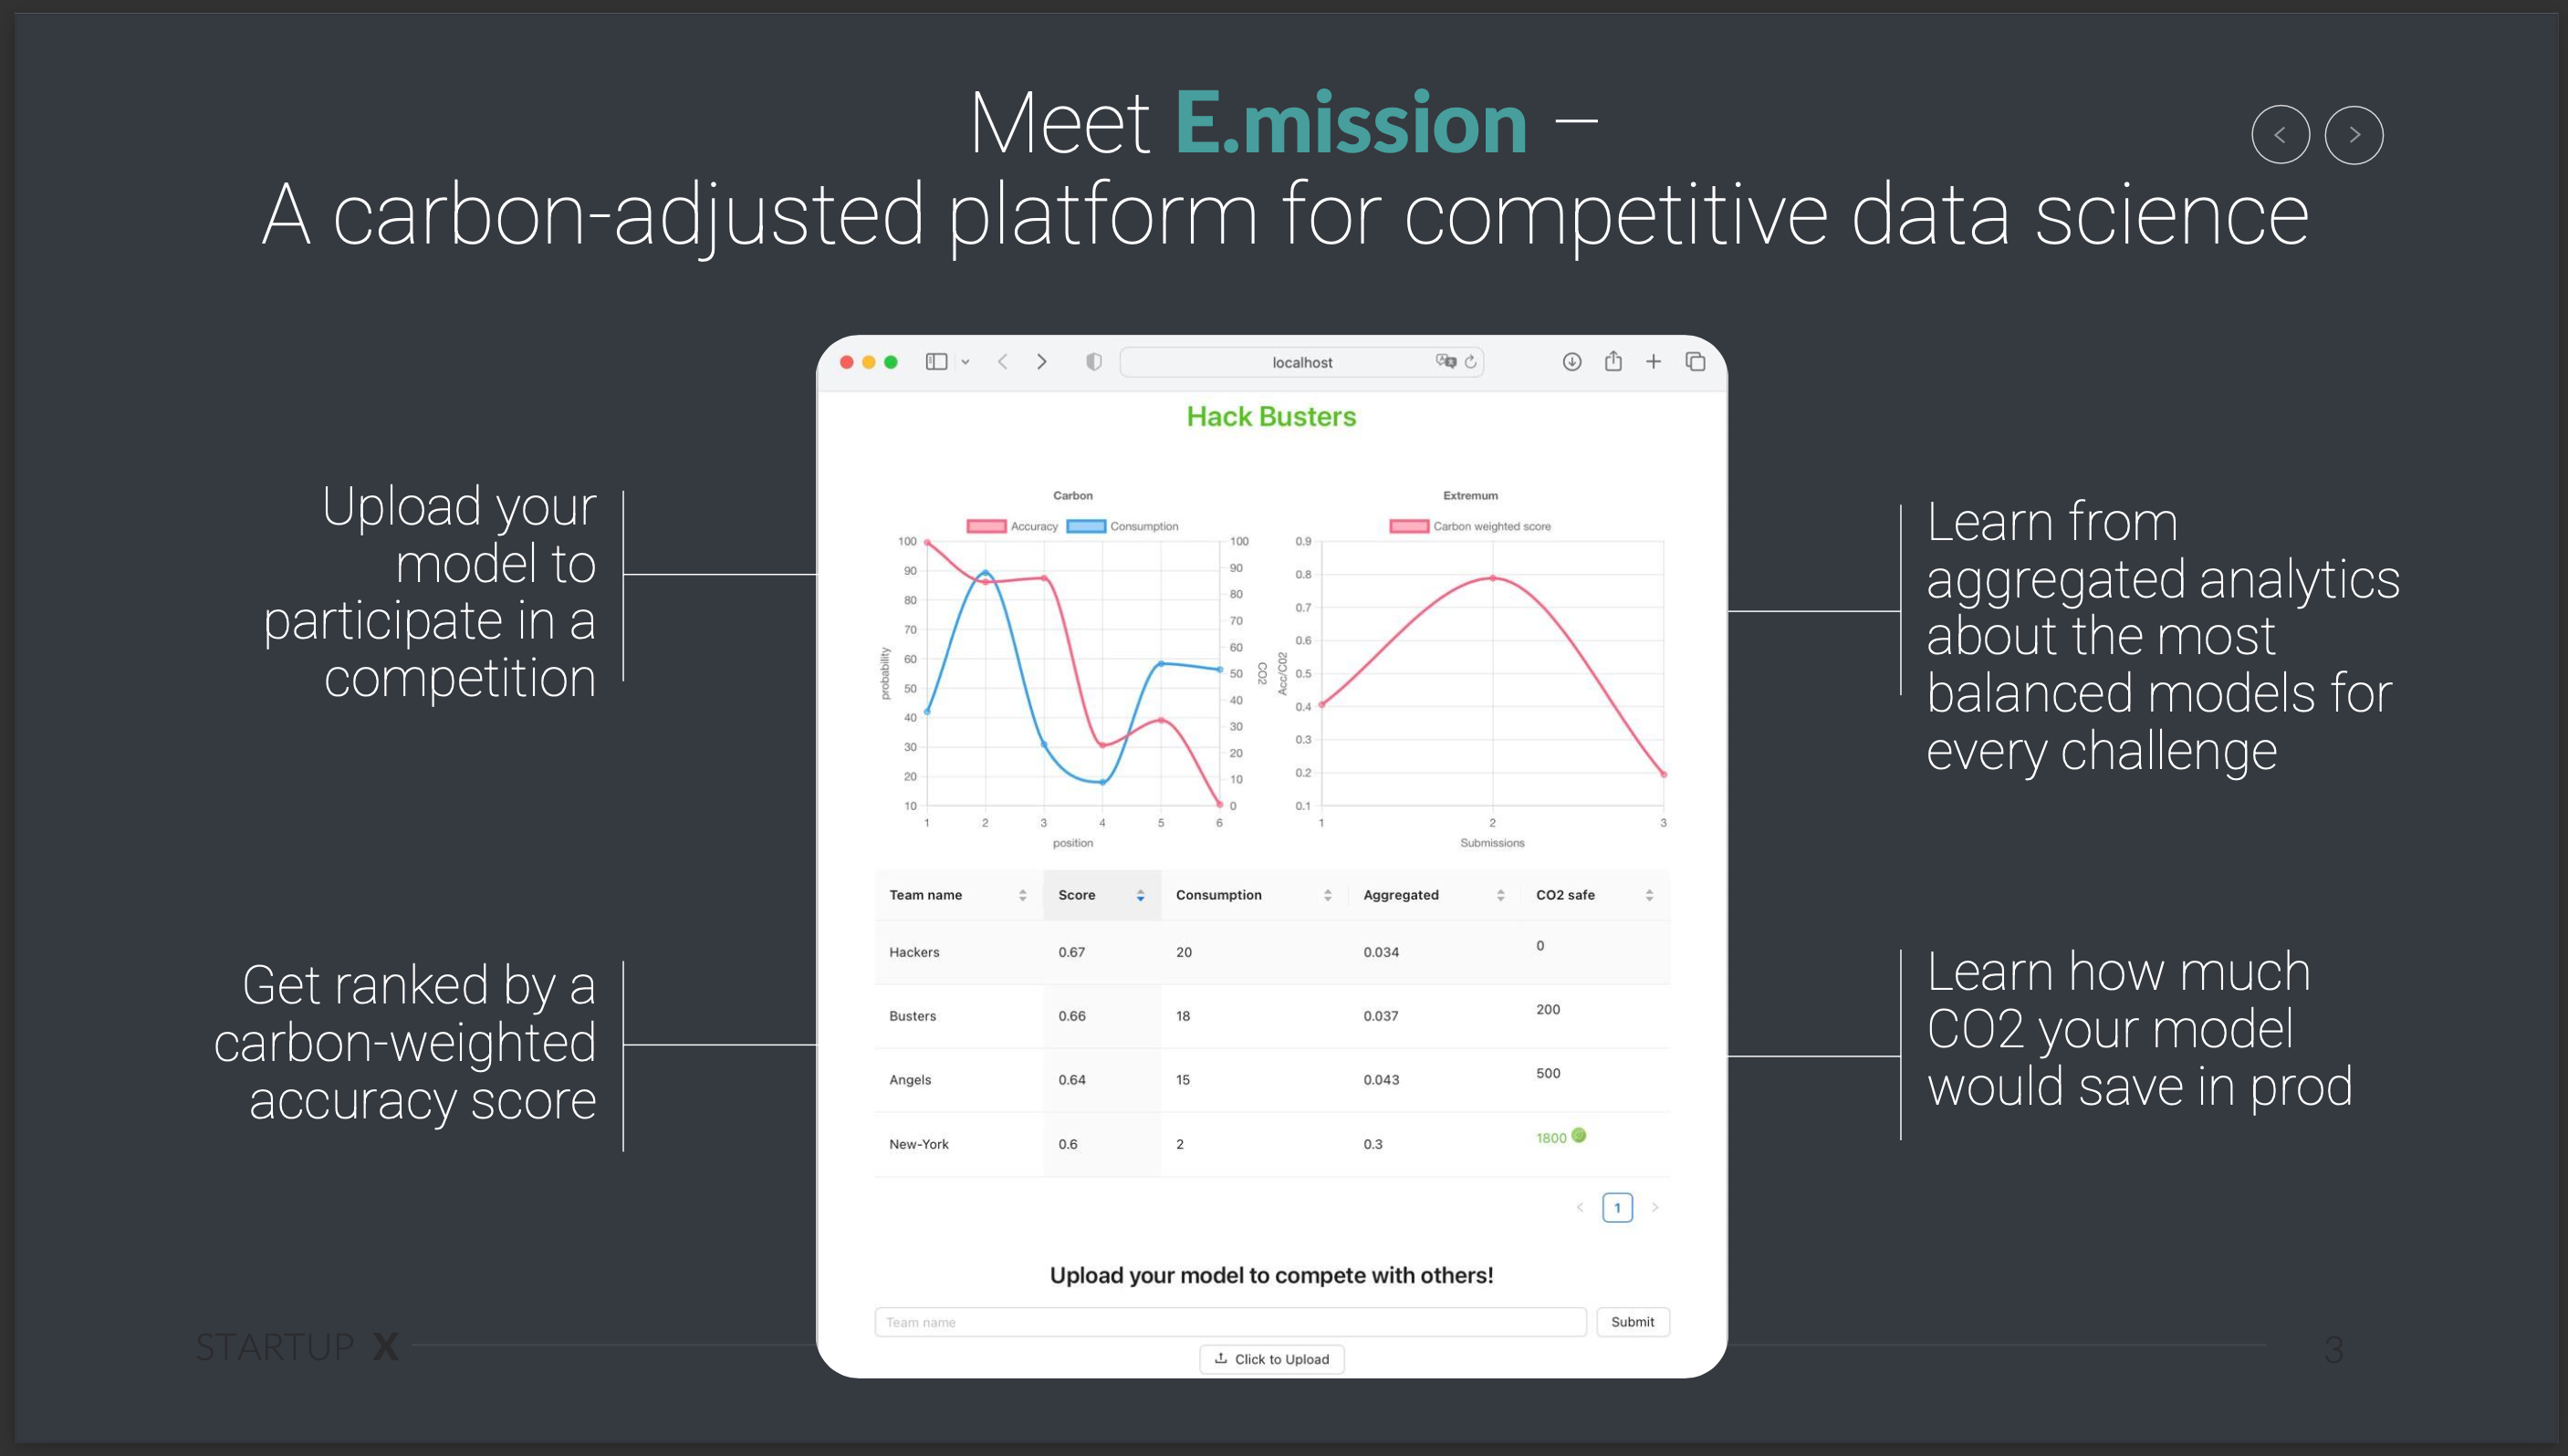 Meet E.mission –
A carbon-adjusted platform for competitive data science
Upload your
model to
participate in a
competition
Get ranked by a
carbon-weighted
accuracy score
localhost
Hack Busters
Carbon
Accuracy Consumption
100
90
80
70
60
50
40
30
20
10
probability
100
90
80
70
60
50
40
30
20
10
0
CO2
1 2 3 4 5 6
position
Extremum
Carbon weighted score
0.9
0.8
0.7
0.6
0.5
0.4
0.3
0.2
0.1
Acc/C02
1 2 3
Submissions
Team name Score Consumption Aggregated CO2 safe
Hackers 0.67 20 0.034 0
Busters 0.66 18 0.037 200
Angels 0.64 15 0.043 500
New-York 0.6 2 0.3 1800
1
Upload your model to compete with others!
Team name Submit
Click to Upload
Learn from
aggregated analytics
about the most
balanced models for
every challenge
Learn how much
CO2 your model
would save in prod
STARTUP X
3